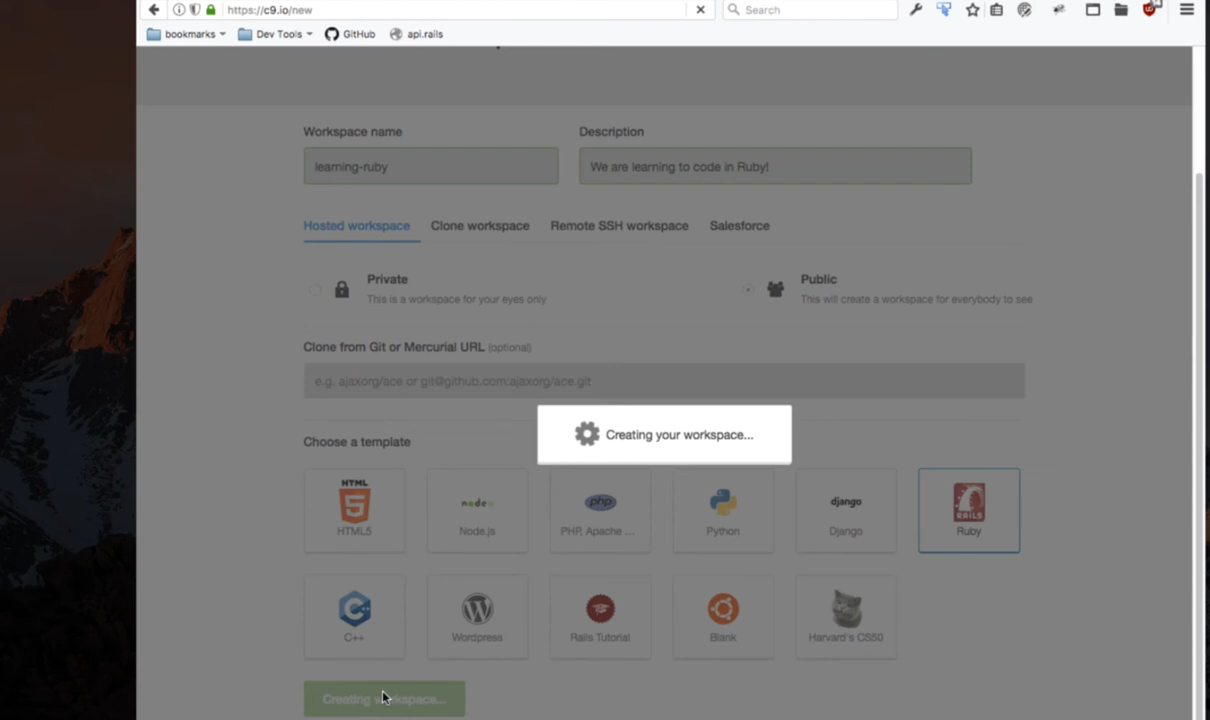 https://c9.io/new
Search
bookmarks
Dev Tools
GitHub
api.rails
Workspace name
Description
learning-ruby
We are learning to code in Ruby!
Hosted workspace
Clone workspace
Remote SSH workspace
Salesforce
Private
This is a workspace for your eyes only
Public
This will create a workspace for everybody to see
Clone from Git or Mercurial URL (optional)
e.g. ajaxorg/ace or git@github.com:ajaxorg/ace.git
Creating your workspace...
Choose a template
HTML
5
HTML5
node
Node.js
php
PHP, Apache ...
Python
django
Django
RAILS
Ruby
C++
C++
Wordpress
Rails Tutorial
Blank
Harvard's CS50
Creating workspace...